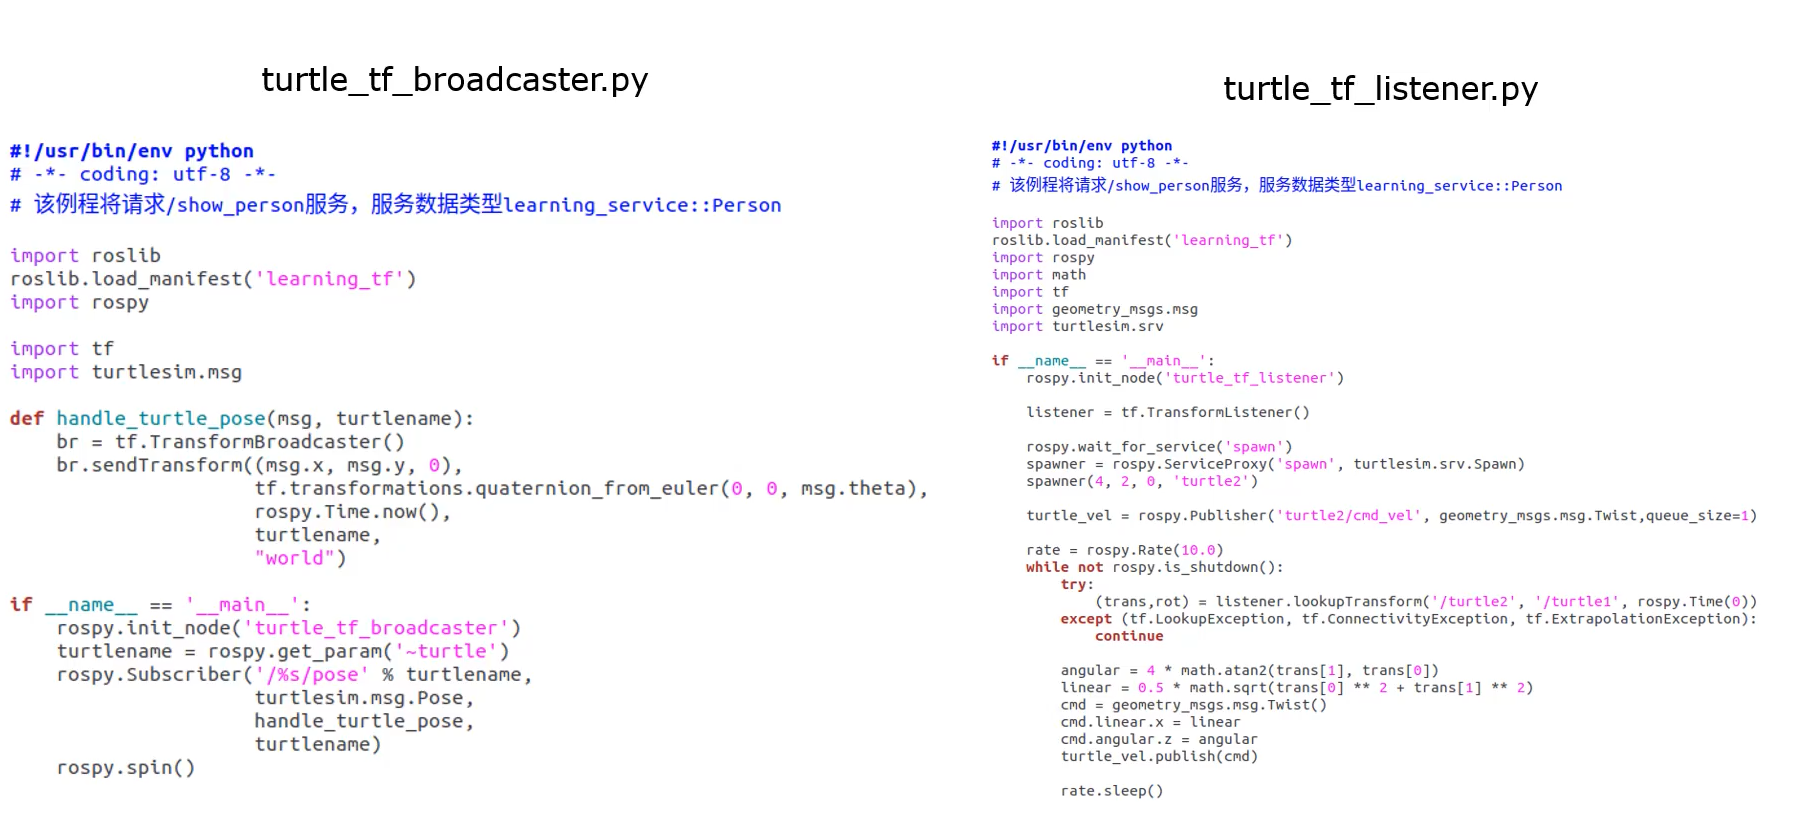 turtle_tf_broadcaster.py
#!/usr/bin/env python
# -*- coding: utf-8 -*-
# 该例程将请求/show_person服务，服务数据类型learning_service::Person
import roslib
roslib.load_manifest('learning_tf')
import rospy
import tf
import turtlesim.msg
def handle_turtle_pose(msg, turtlename):
    br = tf.TransformBroadcaster()
    br.sendTransform((msg.x, msg.y, 0),
                     tf.transformations.quaternion_from_euler(0, 0, msg.theta),
                     rospy.Time.now(),
                     turtlename,
                     "world")
if __name__ == '__main__':
    rospy.init_node('turtle_tf_broadcaster')
    turtlename = rospy.get_param('~turtle')
    rospy.Subscriber('/%s/pose' % turtlename,
                     turtlesim.msg.Pose,
                     handle_turtle_pose,
                     turtlename)
    rospy.spin()
turtle_tf_listener.py
#!/usr/bin/env python
# -*- coding: utf-8 -*-
# 该例程将请求/show_person服务，服务数据类型learning_service::Person
import roslib
roslib.load_manifest('learning_tf')
import rospy
import math
import tf
import geometry_msgs.msg
import turtlesim.srv
if __name__ == '__main__':
    rospy.init_node('turtle_tf_listener')
    listener = tf.TransformListener()
    rospy.wait_for_service('spawn')
    spawner = rospy.ServiceProxy('spawn', turtlesim.srv.Spawn)
    spawner(4, 2, 0, 'turtle2')
    turtle_vel = rospy.Publisher('turtle2/cmd_vel', geometry_msgs.msg.Twist,queue_size=1)
    rate = rospy.Rate(10.0)
    while not rospy.is_shutdown():
        try:
            (trans,rot) = listener.lookupTransform('/turtle2', '/turtle1', rospy.Time(0))
        except (tf.LookupException, tf.ConnectivityException, tf.ExtrapolationException):
            continue
        angular = 4 * math.atan2(trans[1], trans[0])
        linear = 0.5 * math.sqrt(trans[0] ** 2 + trans[1] ** 2)
        cmd = geometry_msgs.msg.Twist()
        cmd.linear.x = linear
        cmd.angular.z = angular
        turtle_vel.publish(cmd)
        rate.sleep()